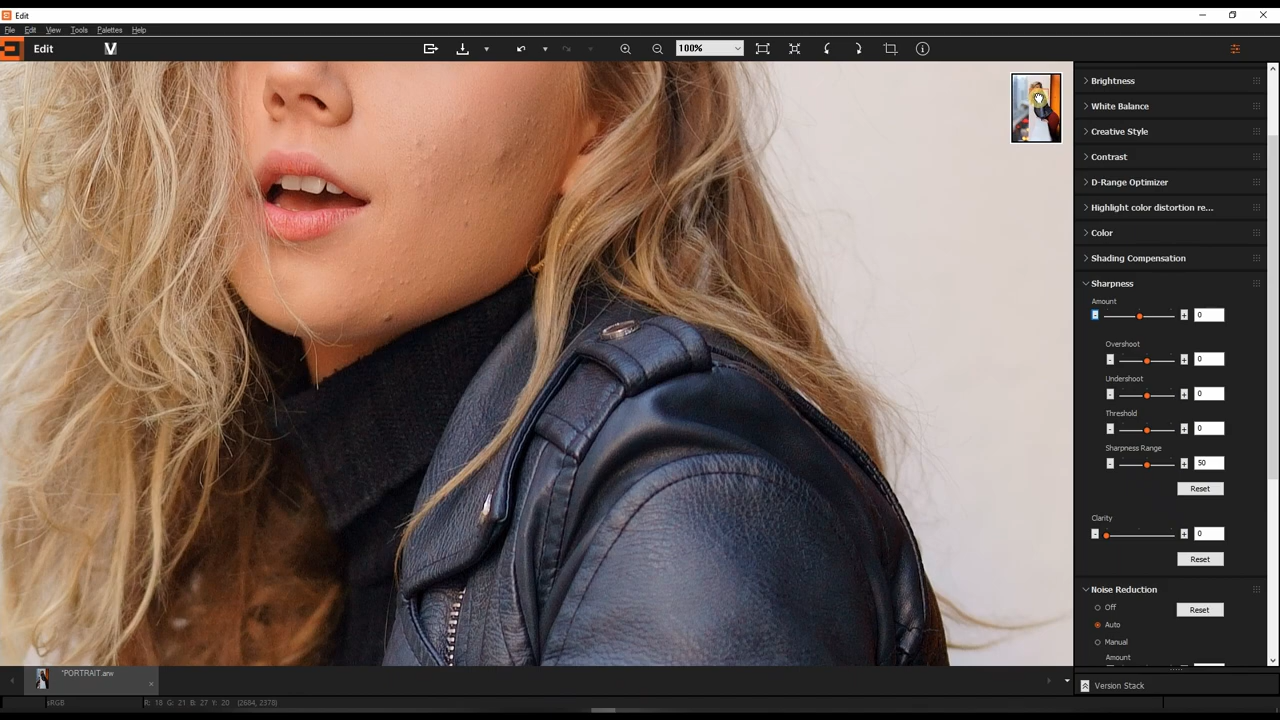 Edit
File Edit View Tools Palettes Help
Edit V 100%
Brightness
White Balance
Creative Style
Contrast
D-Range Optimizer
Highlight color distortion re...
Color
Shading Compensation
Sharpness
Amount
- + 0
Overshoot
- + 0
Undershoot
- + 0
Threshold
- + 0
Sharpness Range
- + 50
Reset
Clarity
- + 0
Reset
Noise Reduction
Off Reset
Auto
Manual
Amount
*PORTRAIT.arw
Version Stack
sRGB R: 18 G: 21 B: 27 Y: 20 (2684, 2378)